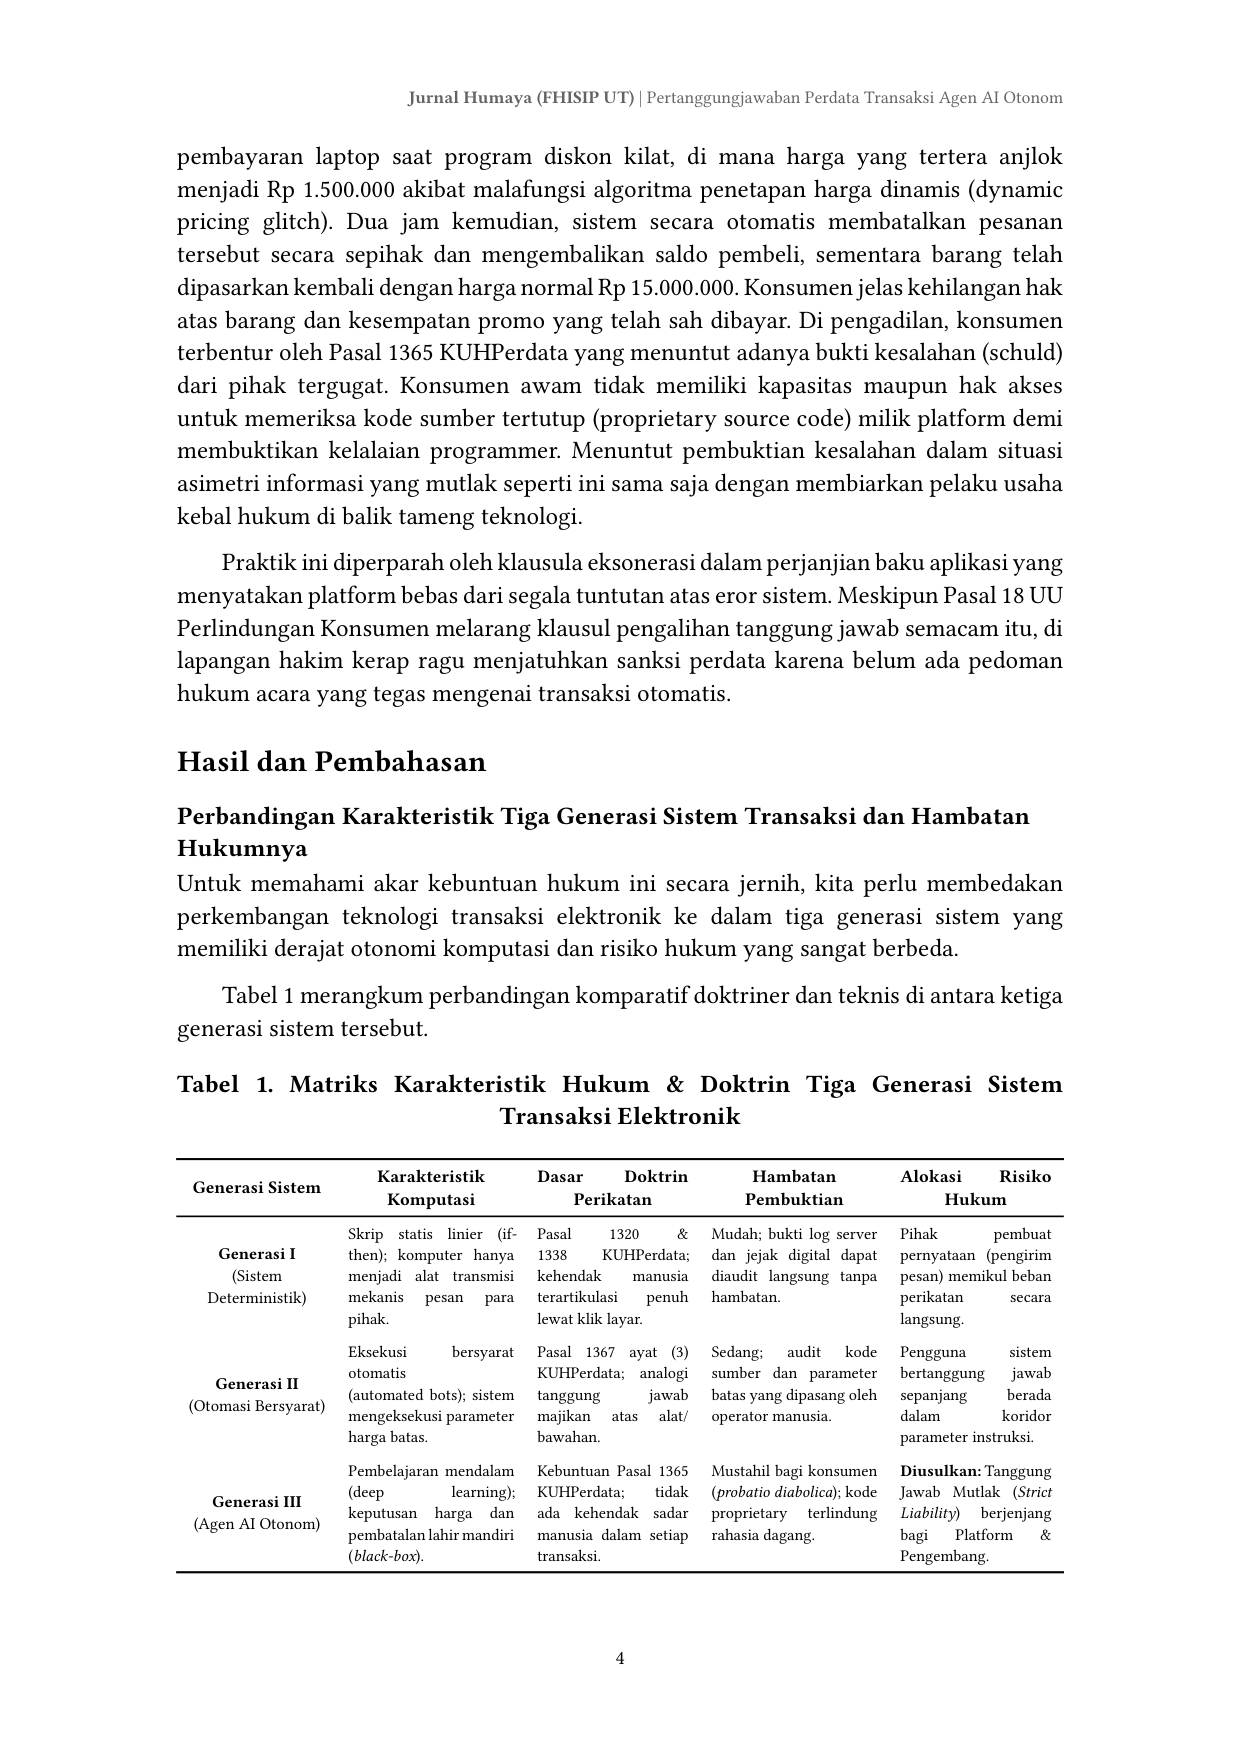 Jurnal Humaya (FHISIP UT) | Pertanggungjawaban Perdata Transaksi Agen AI Otonom
pembayaran laptop saat program diskon kilat, di mana harga yang tertera anjlok
menjadi Rp 1.500.000 akibat malafungsi algoritma penetapan harga dinamis (dynamic
pricing glitch). Dua jam kemudian, sistem secara otomatis membatalkan pesanan
tersebut secara sepihak dan mengembalikan saldo pembeli, sementara barang telah
dipasarkan kembali dengan harga normal Rp 15.000.000. Konsumen jelas kehilangan hak
atas barang dan kesempatan promo yang telah sah dibayar. Di pengadilan, konsumen
terbentur oleh Pasal 1365 KUHPerdata yang menuntut adanya bukti kesalahan (schuld)
dari pihak tergugat. Konsumen awam tidak memiliki kapasitas maupun hak akses
untuk memeriksa kode sumber tertutup (proprietary source code) milik platform demi
membuktikan kelalaian programmer. Menuntut pembuktian kesalahan dalam situasi
asimetri informasi yang mutlak seperti ini sama saja dengan membiarkan pelaku usaha
kebal hukum di balik tameng teknologi.
Praktik ini diperparah oleh klausula eksonerasi dalam perjanjian baku aplikasi yang
menyatakan platform bebas dari segala tuntutan atas eror sistem. Meskipun Pasal 18 UU
Perlindungan Konsumen melarang klausul pengalihan tanggung jawab semacam itu, di
lapangan hakim kerap ragu menjatuhkan sanksi perdata karena belum ada pedoman
hukum acara yang tegas mengenai transaksi otomatis.
Hasil dan Pembahasan
Perbandingan Karakteristik Tiga Generasi Sistem Transaksi dan Hambatan
Hukumnya
Untuk memahami akar kebuntuan hukum ini secara jernih, kita perlu membedakan
perkembangan teknologi transaksi elektronik ke dalam tiga generasi sistem yang
memiliki derajat otonomi komputasi dan risiko hukum yang sangat berbeda.
Tabel 1 merangkum perbandingan komparatif doktriner dan teknis di antara ketiga
generasi sistem tersebut.
Tabel 1. Matriks Karakteristik Hukum & Doktrin Tiga Generasi Sistem
Transaksi Elektronik
Generasi Sistem
Karakteristik
Komputasi
Dasar Doktrin
Perikatan
Hambatan
Pembuktian
Alokasi Risiko
Hukum
Generasi I
(Sistem
Deterministik)
Skrip statis linier (if-
then); komputer hanya
menjadi alat transmisi
mekanis pesan para
pihak.
Pasal 1320 &
1338 KUHPerdata;
kehendak manusia
terartikulasi penuh
lewat klik layar.
Mudah; bukti log server
dan jejak digital dapat
diaudit langsung tanpa
hambatan.
Pihak pembuat
pernyataan (pengirim
pesan) memikul beban
perikatan secara
langsung.
Generasi II
(Otomasi Bersyarat)
Eksekusi bersyarat
otomatis
(automated bots); sistem
mengeksekusi parameter
harga batas.
Pasal 1367 ayat (3)
KUHPerdata; analogi
tanggung jawab
majikan atas alat/
bawahan.
Sedang; audit kode
sumber dan parameter
batas yang dipasang oleh
operator manusia.
Pengguna sistem
bertanggung jawab
sepanjang berada
dalam koridor
parameter instruksi.
Generasi III
(Agen AI Otonom)
Pembelajaran mendalam
(deep learning);
keputusan harga dan
pembatalan lahir mandiri
(black-box).
Kebuntuan Pasal 1365
KUHPerdata; tidak
ada kehendak sadar
manusia dalam setiap
transaksi.
Mustahil bagi konsumen
(probatio diabolica); kode
proprietary terlindung
rahasia dagang.
Diusulkan: Tanggung
Jawab Mutlak (Strict
Liability) berjenjang
bagi Platform &
Pengembang.
4